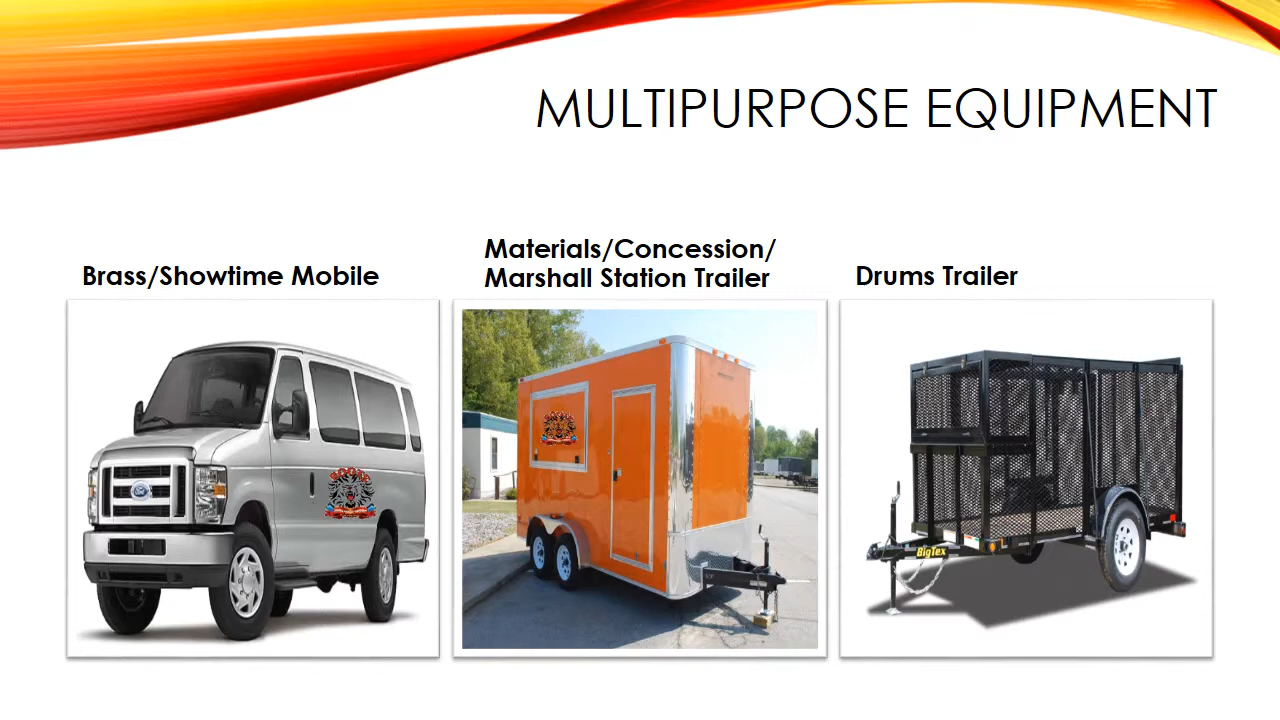 MULTIPURPOSE EQUIPMENT
Brass/Showtime Mobile
Materials/Concession/
Marshall Station Trailer
Drums Trailer
BigTex